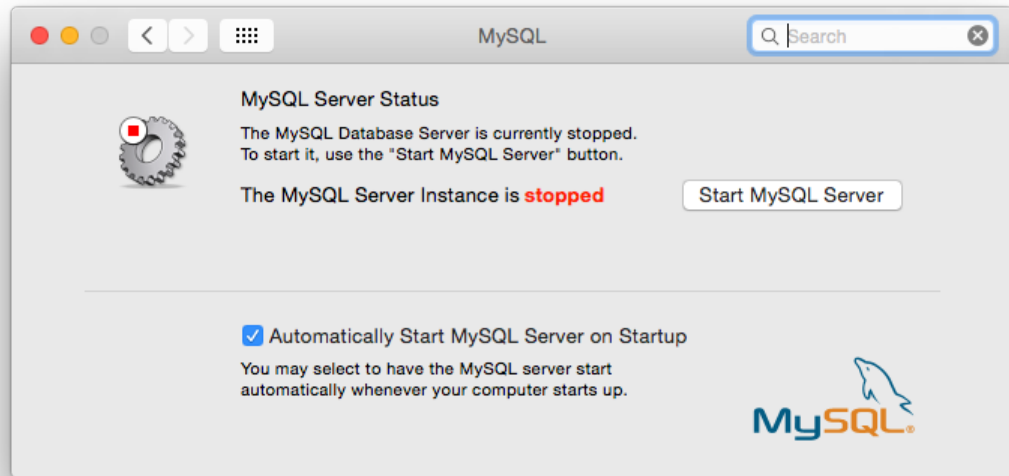 MySQL
Search
MySQL Server Status
The MySQL Database Server is currently stopped.
To start it, use the "Start MySQL Server" button.
The MySQL Server Instance is stopped
Start MySQL Server
Automatically Start MySQL Server on Startup
You may select to have the MySQL server start
automatically whenever your computer starts up.
MySQL®